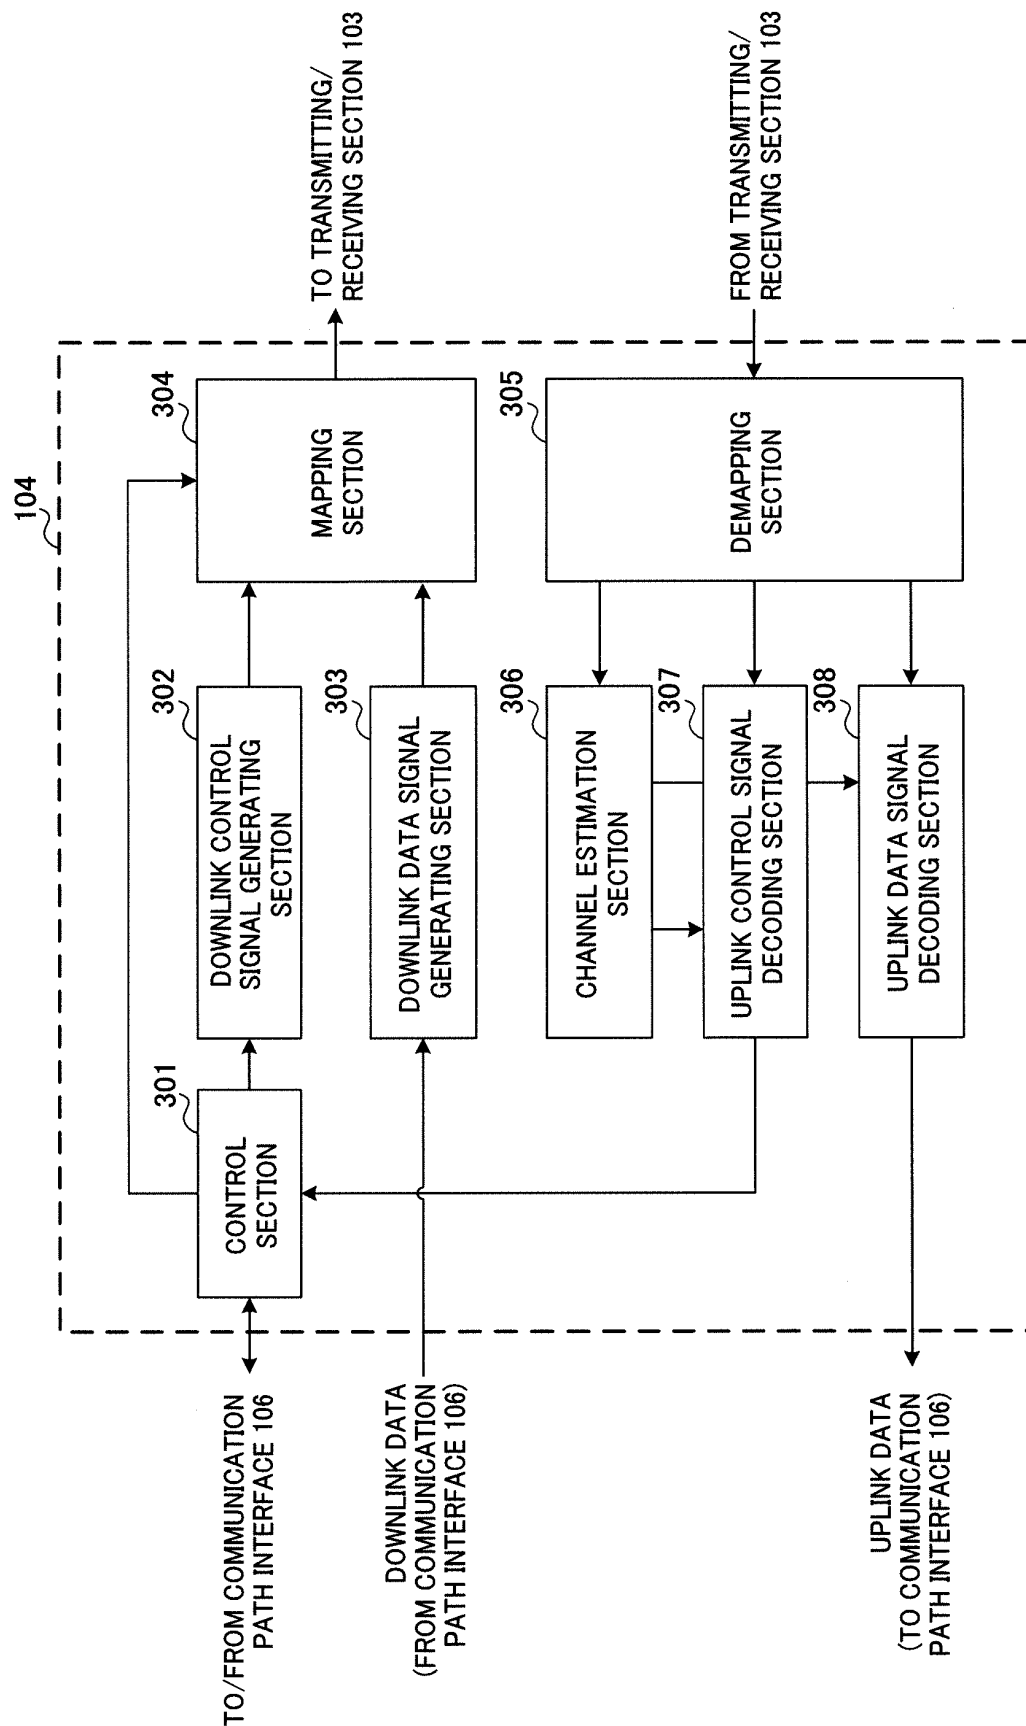 104
TO/FROM COMMUNICATION
PATH INTERFACE 106
301
CONTROL
SECTION
302
DOWNLINK CONTROL
SIGNAL GENERATING
SECTION
304
MAPPING
SECTION
TO TRANSMITTING/
RECEIVING SECTION 103
DOWNLINK DATA
(FROM COMMUNICATION
PATH INTERFACE 106)
303
DOWNLINK DATA SIGNAL
GENERATING SECTION
306
CHANNEL ESTIMATION
SECTION
305
DEMAPPING
SECTION
FROM TRANSMITTING/
RECEIVING SECTION 103
307
UPLINK CONTROL SIGNAL
DECODING SECTION
UPLINK DATA
(TO COMMUNICATION
PATH INTERFACE 106)
308
UPLINK DATA SIGNAL
DECODING SECTION